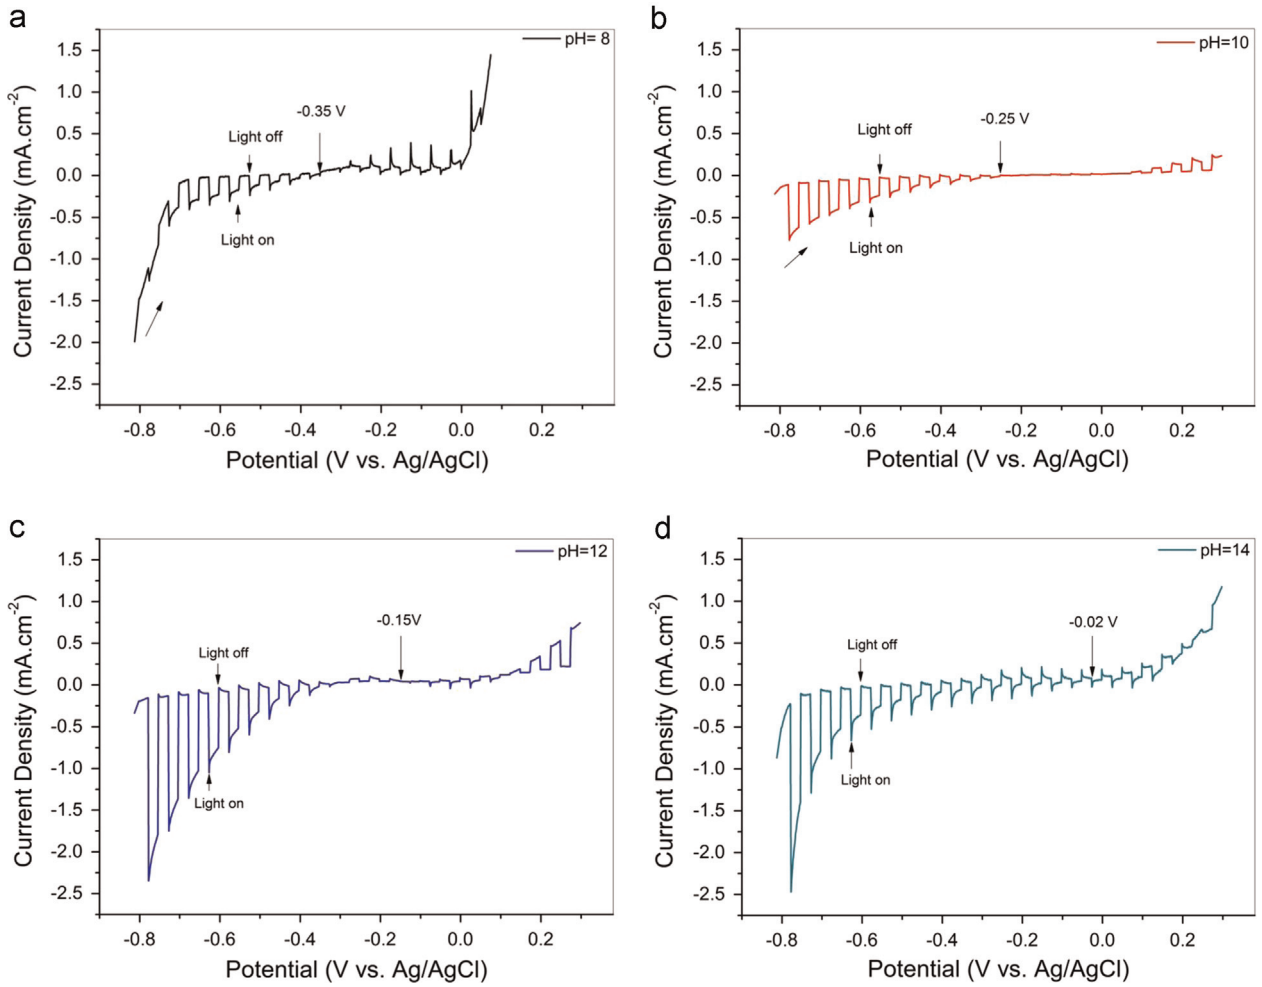 a
pH= 8
1.5
1.0
0.5
0.0
-0.5
-1.0
-1.5
-2.0
-2.5
Current Density (mA.cm-2)
-0.35 V
Light off
Light on
-0.8 -0.6 -0.4 -0.2 0.0 0.2
Potential (V vs. Ag/AgCl)
b
pH=10
1.5
1.0
0.5
0.0
-0.5
-1.0
-1.5
-2.0
-2.5
Current Density (mA.cm-2)
-0.25 V
Light off
Light on
-0.8 -0.6 -0.4 -0.2 0.0 0.2
Potential (V vs. Ag/AgCl)
c
pH=12
1.5
1.0
0.5
0.0
-0.5
-1.0
-1.5
-2.0
-2.5
Current Density (mA.cm-2)
-0.15V
Light off
Light on
-0.8 -0.6 -0.4 -0.2 0.0 0.2
Potential (V vs. Ag/AgCl)
d
pH=14
1.5
1.0
0.5
0.0
-0.5
-1.0
-1.5
-2.0
-2.5
Current Density (mA.cm-2)
-0.02 V
Light off
Light on
-0.8 -0.6 -0.4 -0.2 0.0 0.2
Potential (V vs. Ag/AgCl)